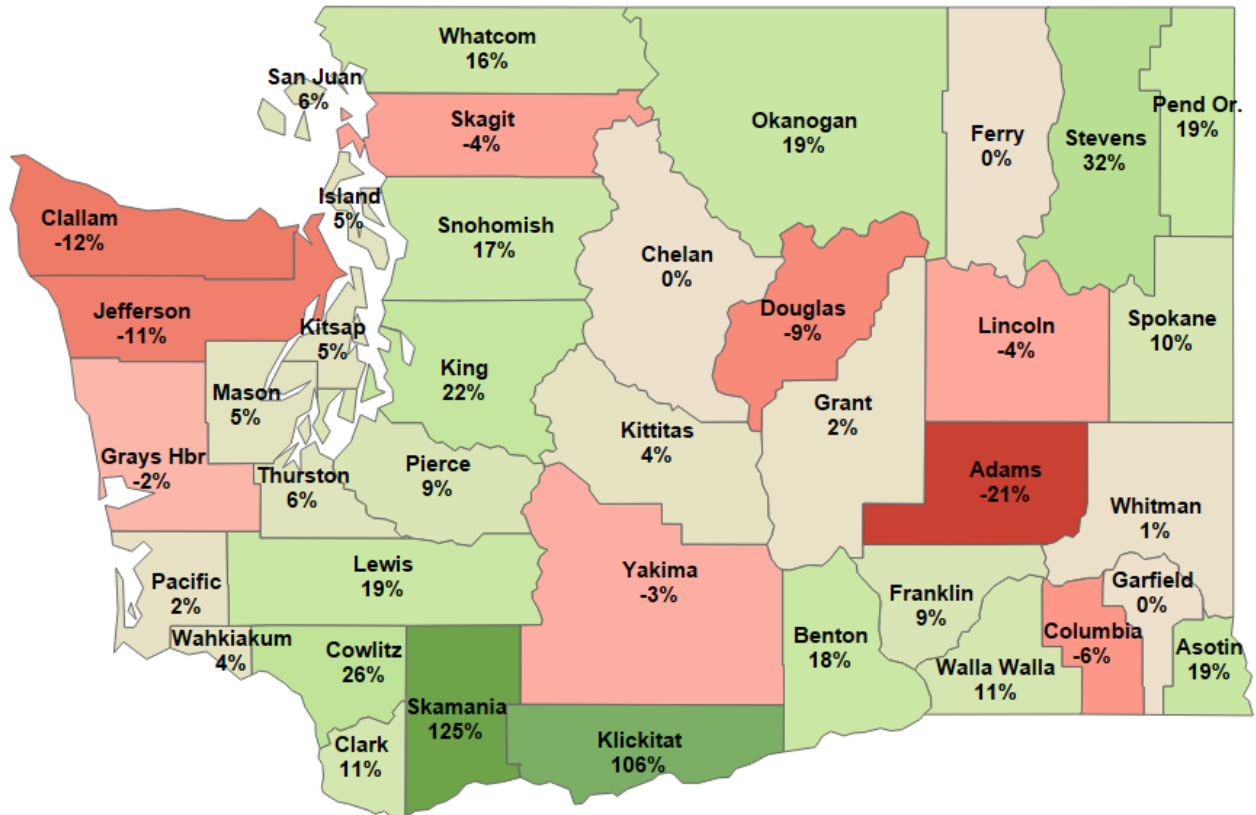 Whatcom
16%
San Juan
6%
Skagit
-4%
Okanogan
19%
Ferry
0%
Stevens
32%
Pend Or.
19%
Clallam
-12%
Island
5%
Snohomish
17%
Chelan
0%
Douglas
-9%
Lincoln
-4%
Spokane
10%
Jefferson
-11%
Kitsap
5%
King
22%
Mason
5%
Grant
2%
Kittitas
4%
Grays Hbr
-2%
Thurston
6%
Pierce
9%
Adams
-21%
Whitman
1%
Pacific
2%
Lewis
19%
Yakima
-3%
Franklin
9%
Garfield
0%
Wahkiakum
4%
Cowlitz
26%
Benton
18%
Walla Walla
11%
Columbia
-6%
Asotin
19%
Skamania
125%
Clark
11%
Klickitat
106%